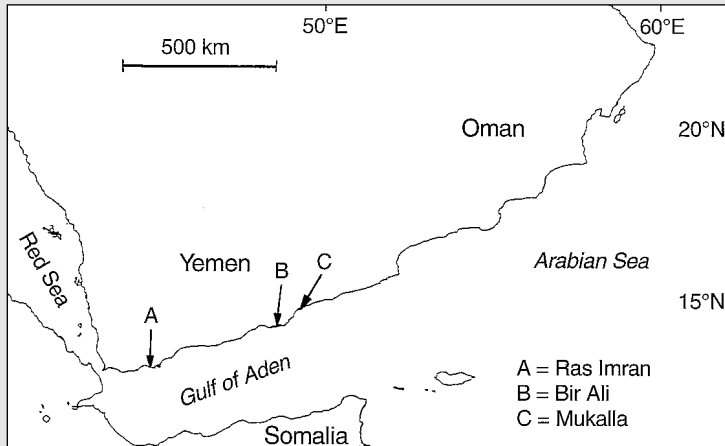 50°E
60°E
500 km
Oman
20°N
Red Sea
Yemen
B
C
Arabian Sea
15°N
A
Gulf of Aden
A = Ras Imran
B = Bir Ali
C = Mukalla
Somalia